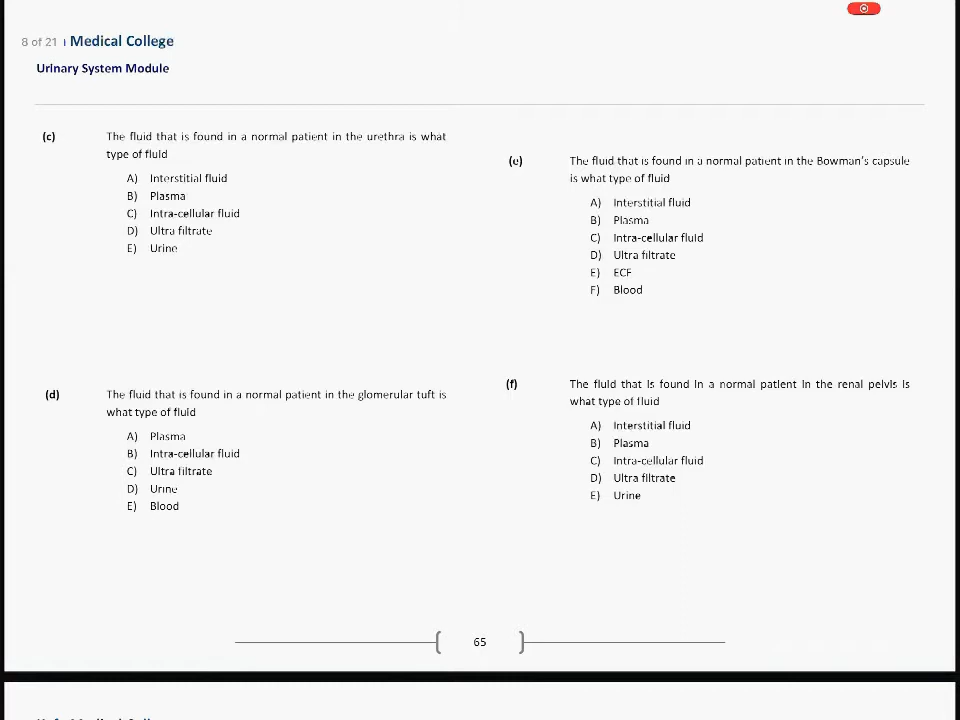 8 of 21 Medical College
Urinary System Module
(c) The fluid that is found in a normal patient in the urethra is what
type of fluid
A) Interstitial fluid
B) Plasma
C) Intra-cellular fluid
D) Ultra filtrate
E) Urine
(d) The fluid that is found in a normal patient in the glomerular tuft is
what type of fluid
A) Plasma
B) Intra-cellular fluid
C) Ultra filtrate
D) Urine
E) Blood
(e) The fluid that is found in a normal patient in the Bowman's capsule
is what type of fluid
A) Interstitial fluid
B) Plasma
C) Intra-cellular fluid
D) Ultra filtrate
E) ECF
F) Blood
(f) The fluid that is found in a normal patient in the renal pelvis is
what type of fluid
A) Interstitial fluid
B) Plasma
C) Intra-cellular fluid
D) Ultra filtrate
E) Urine
65